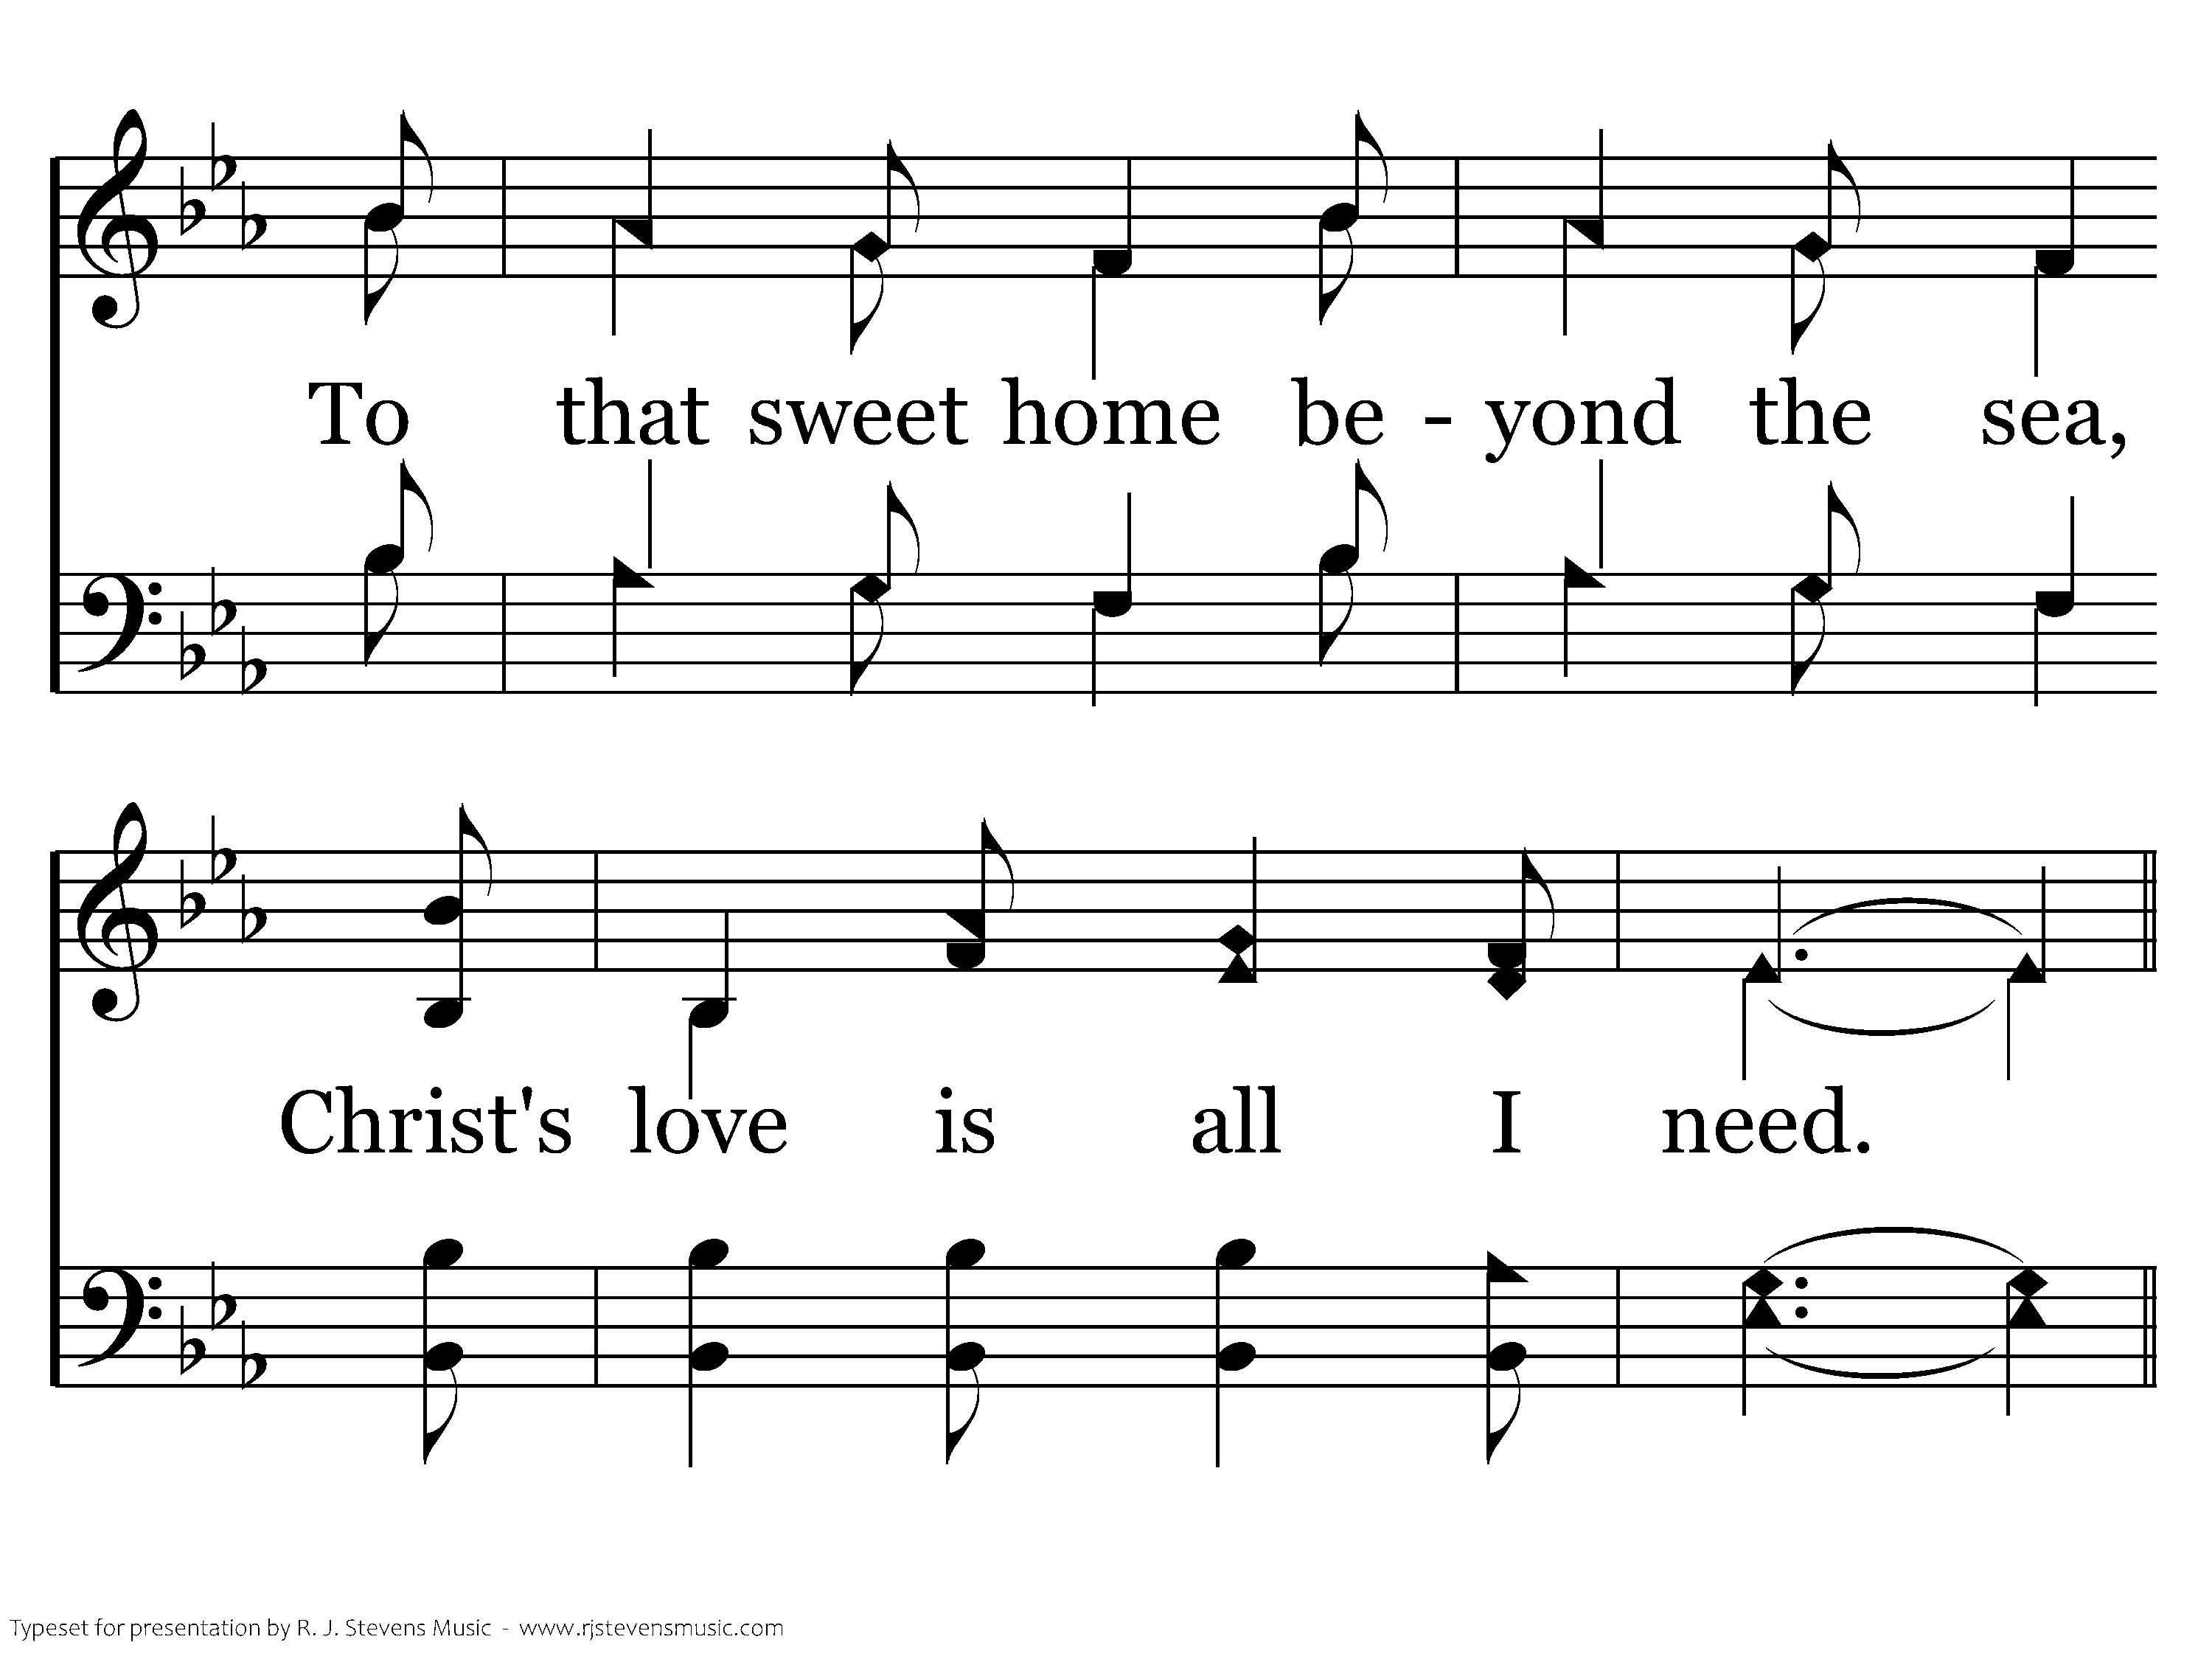 To that sweet home be - yond the sea,
Christ's love is all I need.
Typeset for presentation by R. J. Stevens Music - www.rjstevensmusic.com